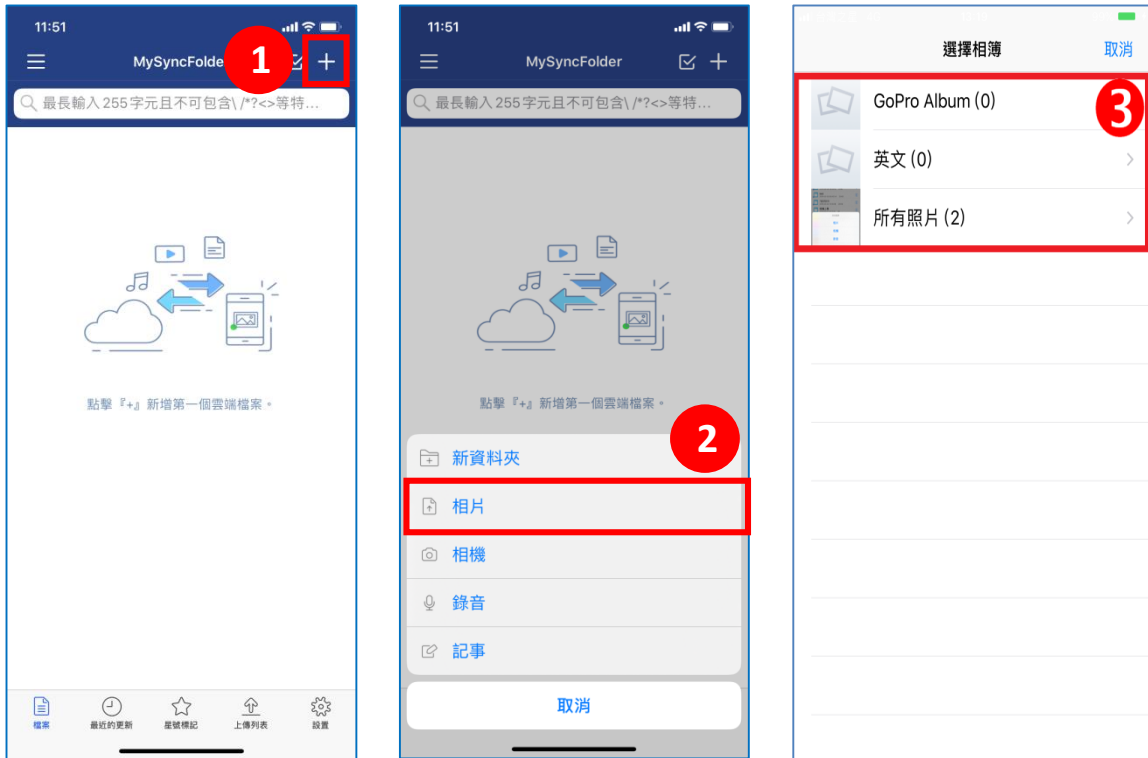 11:51
MySyncFolde
1
最長輸入 255 字元且不可包含\ /*?<>等特...
點擊『+』新增第一個雲端檔案。
檔案
最近的更新
星號標記
上傳列表
設置
11:51
MySyncFolder
最長輸入 255 字元且不可包含\ /*?<>等特...
點擊『+』新增第一個雲端檔案。
2
新資料夾
相片
相機
錄音
記事
取消
選擇相簿
取消
3
GoPro Album (0)
英文 (0)
所有照片 (2)